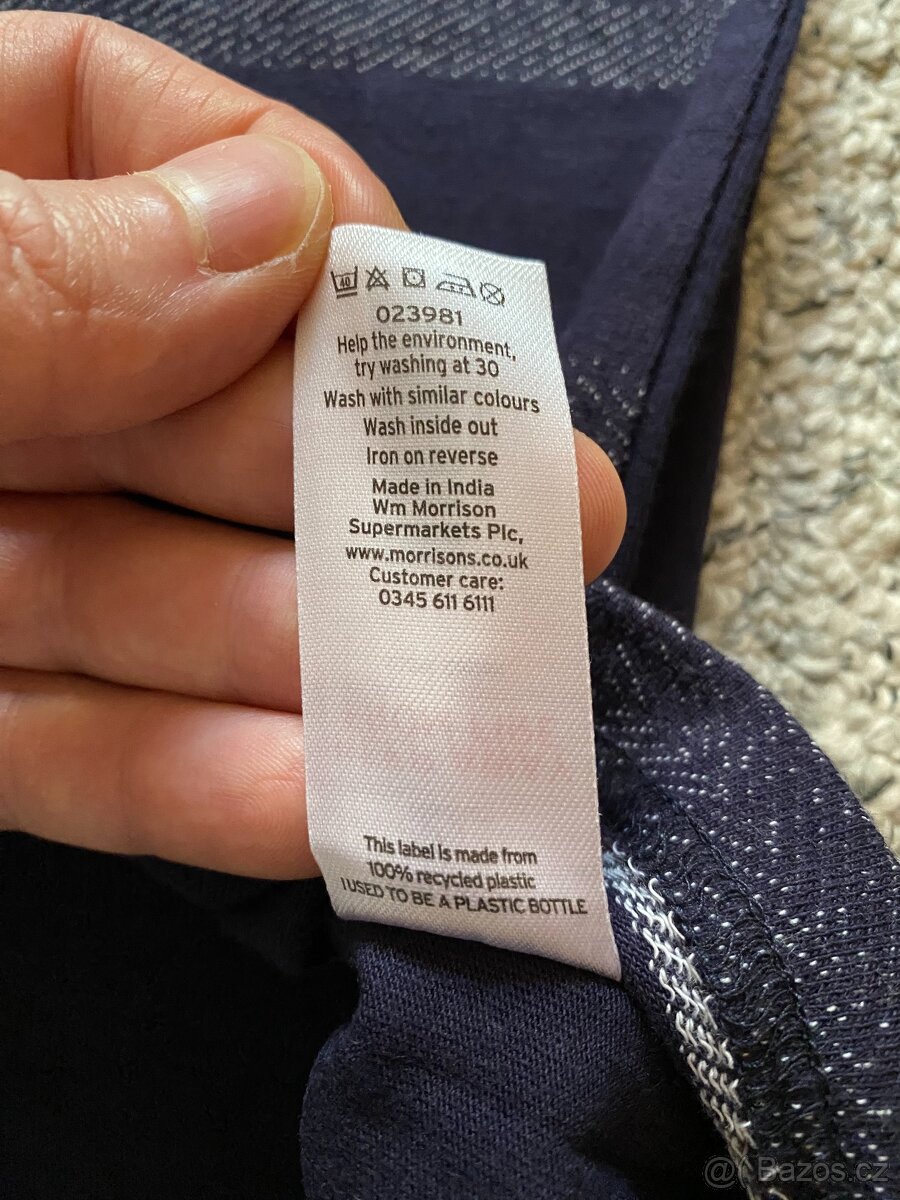 40
023981
Help the environment,
try washing at 30
Wash with similar colours
Wash inside out
Iron on reverse
Made in India
Wm Morrison
Supermarkets Plc,
www.morrisons.co.uk
Customer care:
0345 611 6111
This label is made from
100% recycled plastic
I USED TO BE A PLASTIC BOTTLE
Bazos.cz